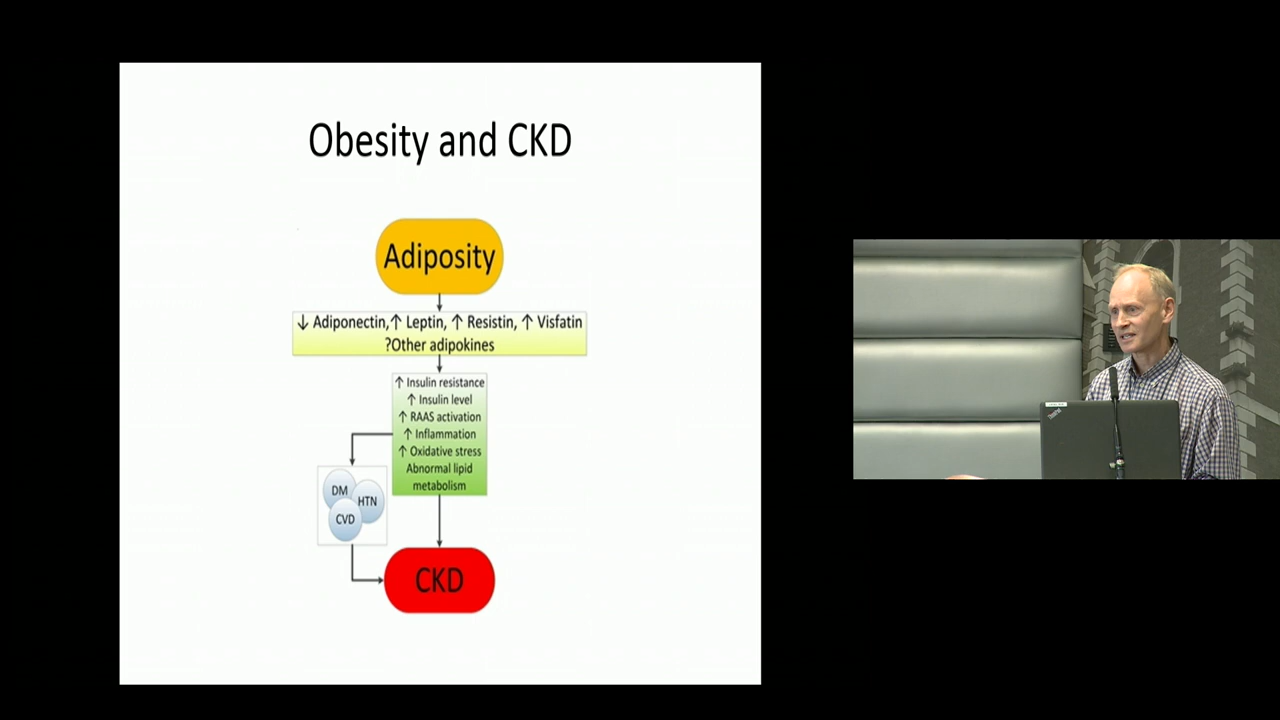 Obesity and CKD
Adiposity
↓ Adiponectin,↑ Leptin, ↑ Resistin, ↑ Visfatin
?Other adipokines
↑ Insulin resistance
↑ Insulin level
↑ RAAS activation
↑ Inflammation
↑ Oxidative stress
Abnormal lipid
metabolism
DM
HTN
CVD
CKD